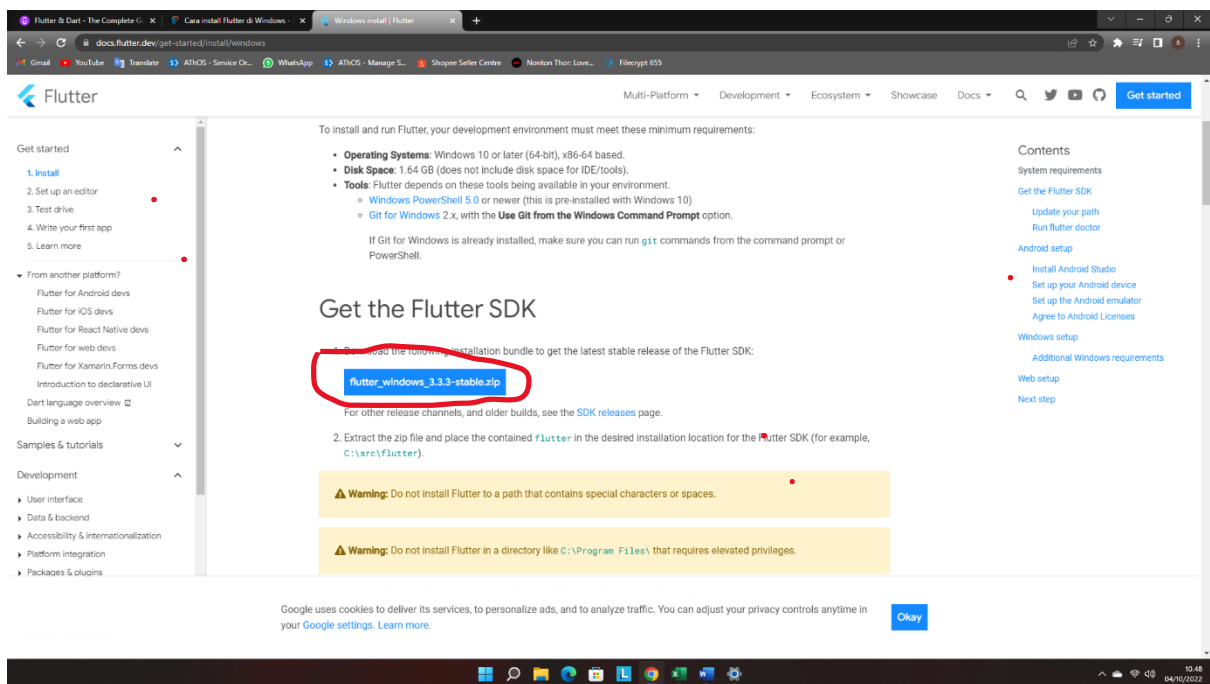 Flutter & Dart - The Complete G
Cara install Flutter di Windows -
Windows install | Flutter
docs.flutter.dev/get-started/install/windows
Gmail
YouTube
Translate
AThOS - Service Or...
WhatsApp
AThOS - Manage S...
Shopee Seller Centre
Nonton Thor: Love...
Filecrypt 655
Flutter
Multi-Platform
Development
Ecosystem
Showcase
Docs
Get started
Get started
1. Install
2. Set up an editor
3. Test drive
4. Write your first app
5. Learn more
From another platform?
Flutter for Android devs
Flutter for iOS devs
Flutter for React Native devs
Flutter for web devs
Flutter for Xamarin.Forms devs
Introduction to declarative UI
Dart language overview
Building a web app
Samples & tutorials
Development
User interface
Data & backend
Accessibility & internationalization
Platform integration
Packages & plugins
To install and run Flutter, your development environment must meet these minimum requirements:
• Operating Systems: Windows 10 or later (64-bit), x86-64 based.
• Disk Space: 1.64 GB (does not include disk space for IDE/tools).
• Tools: Flutter depends on these tools being available in your environment.
Windows PowerShell 5.0 or newer (this is pre-installed with Windows 10)
Git for Windows 2.x, with the Use Git from the Windows Command Prompt option.
If Git for Windows is already installed, make sure you can run git commands from the command prompt or
PowerShell.
Get the Flutter SDK
1. Download the following installation bundle to get the latest stable release of the Flutter SDK:
flutter_windows_3.3.3-stable.zip
For other release channels, and older builds, see the SDK releases page.
2. Extract the zip file and place the contained flutter in the desired installation location for the Flutter SDK (for example,
C:\src\flutter).
Warning: Do not install Flutter to a path that contains special characters or spaces.
Warning: Do not install Flutter in a directory like C:\Program Files\ that requires elevated privileges.
Contents
System requirements
Get the Flutter SDK
Update your path
Run flutter doctor
Android setup
Install Android Studio
Set up your Android device
Set up the Android emulator
Agree to Android Licenses
Windows setup
Additional Windows requirements
Web setup
Next step
Google uses cookies to deliver its services, to personalize ads, and to analyze traffic. You can adjust your privacy controls anytime in
your Google settings. Learn more.
Okay
10.48
04/10/2022